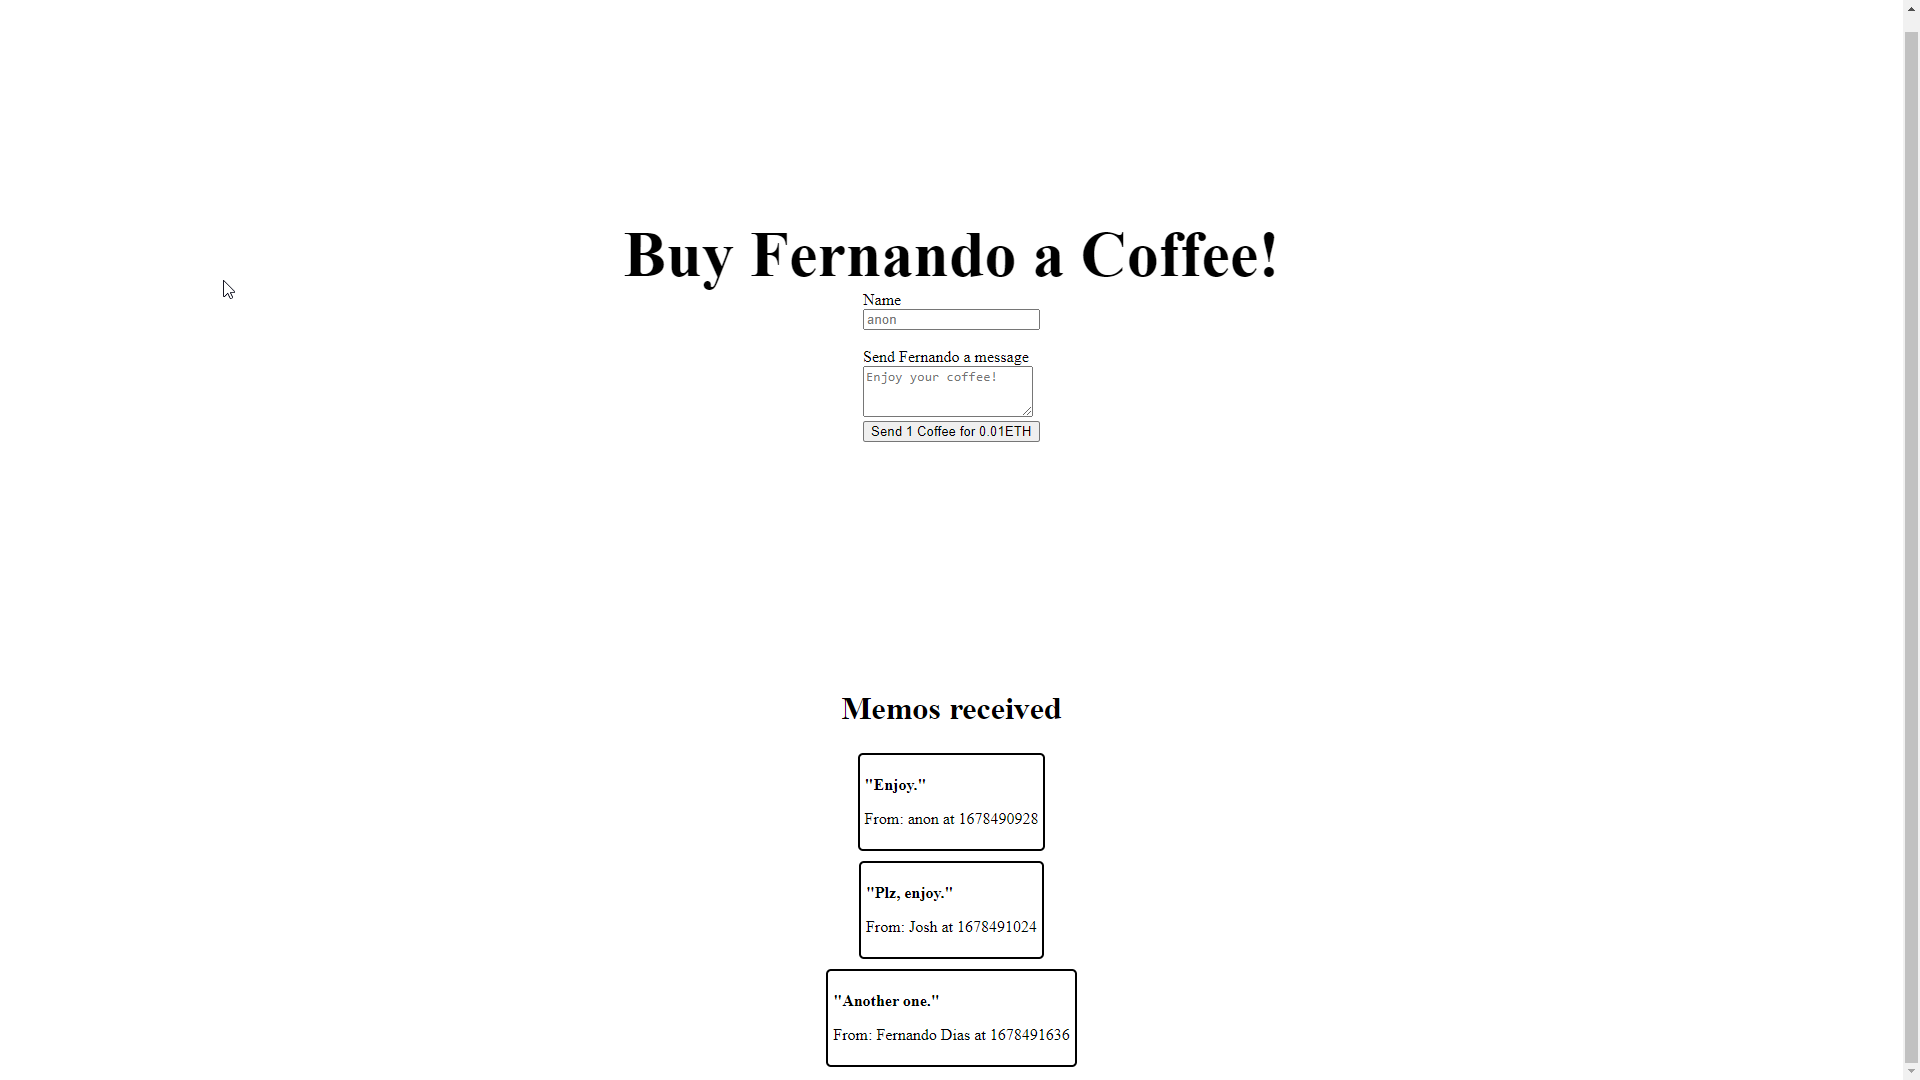 Buy Fernando a Coffee!
Name
anon
Send Fernando a message
Enjoy your coffee!
Send 1 Coffee for 0.01ETH
Memos received
"Enjoy."
From: anon at 1678490928
"Plz, enjoy."
From: Josh at 1678491024
"Another one."
From: Fernando Dias at 1678491636